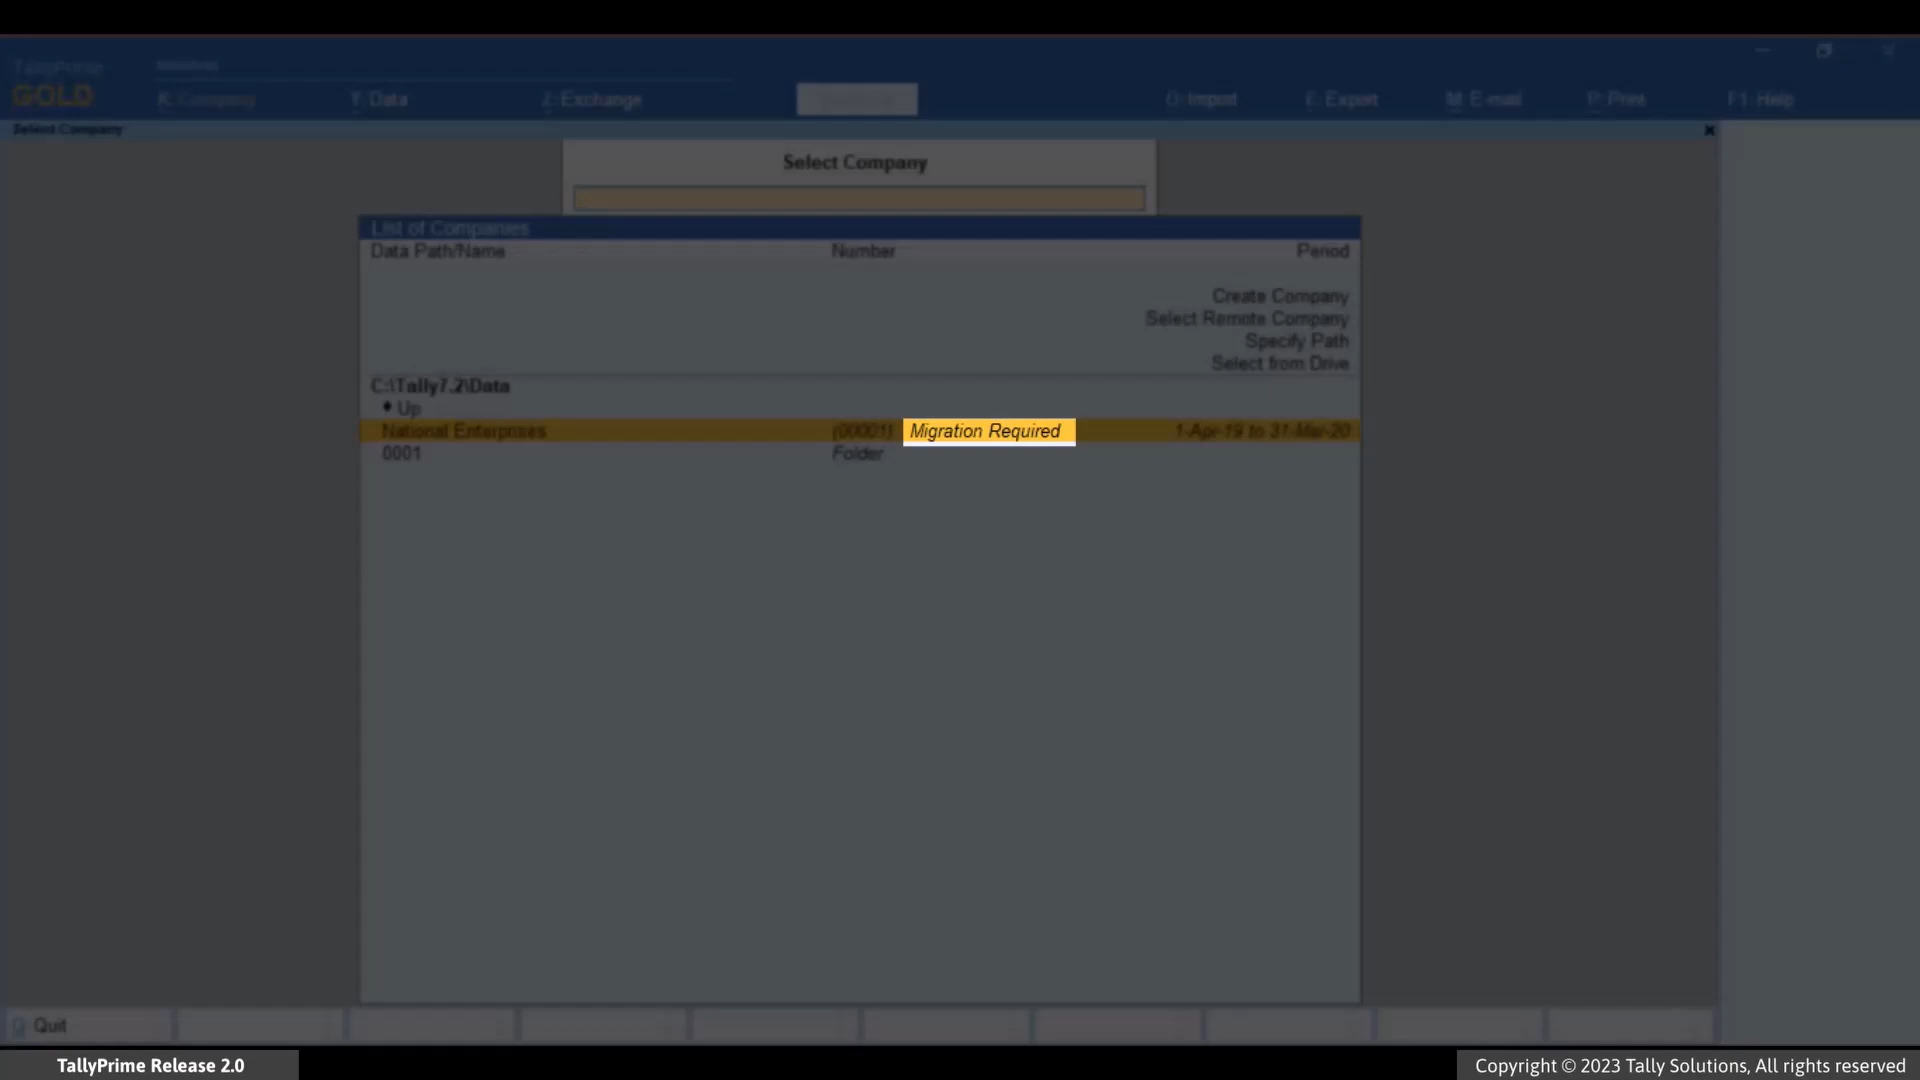 TallyPrime
GOLD
K: Company
Y: Data
Z: Exchange
O: Import
E: Export
M: E-mail
P: Print
F1: Help
Select Company
Select Company
List of Companies
Data Path/Name Number Period
Create Company
Select Remote Company
Specify Path
Select from Drive
C:\Tally7.2\Data
♦ Up
National Enterprises (00001) Migration Required 1-Apr-19 to 31-Mar-20
0001 Folder
Quit
TallyPrime Release 2.0
Copyright © 2023 Tally Solutions, All rights reserved